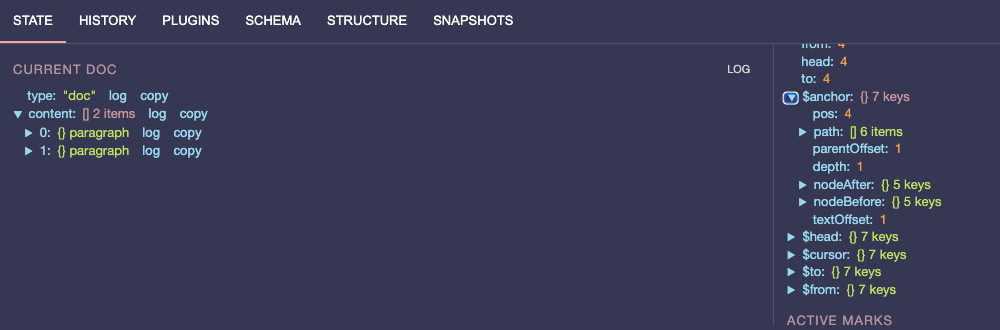 STATE HISTORY PLUGINS SCHEMA STRUCTURE SNAPSHOTS
CURRENT DOC LOG
type: "doc" log copy
content: [] 2 items log copy
0: {} paragraph log copy
1: {} paragraph log copy
from: 4
head: 4
to: 4
$anchor: {} 7 keys
pos: 4
path: [] 6 items
parentOffset: 1
depth: 1
nodeAfter: {} 5 keys
nodeBefore: {} 5 keys
textOffset: 1
$head: {} 7 keys
$cursor: {} 7 keys
$to: {} 7 keys
$from: {} 7 keys
ACTIVE MARKS